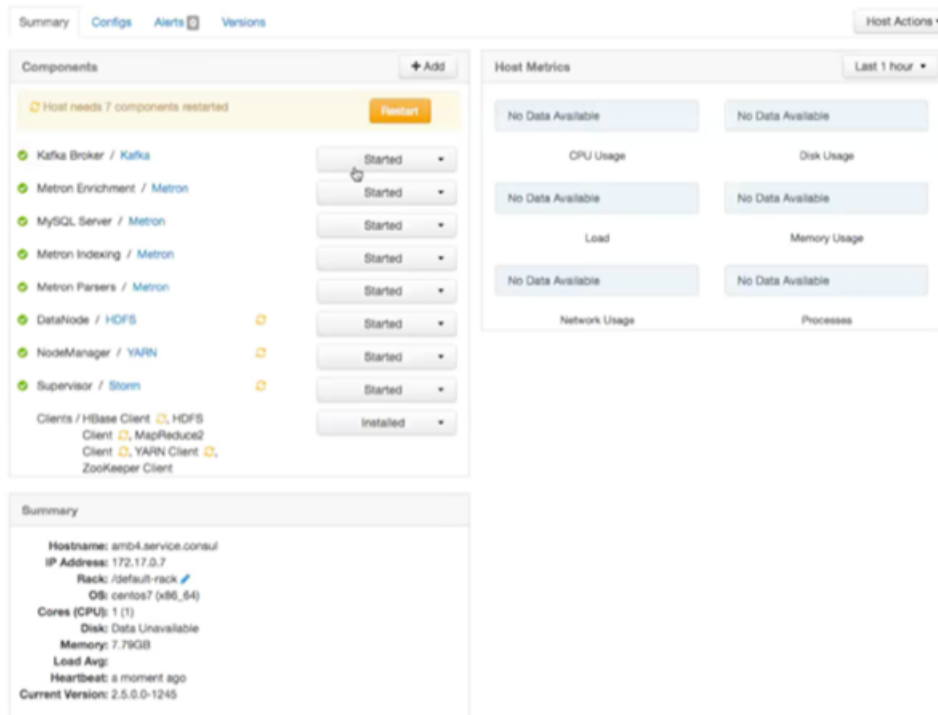 Summary Configs Alerts 0 Versions Host Actions
Components + Add
Host needs 7 components restarted Restart
Kafka Broker / Kafka Started
Metron Enrichment / Metron Started
MySQL Server / Metron Started
Metron Indexing / Metron Started
Metron Parsers / Metron Started
DataNode / HDFS Started
NodeManager / YARN Started
Supervisor / Storm Started
Clients / HBase Client , HDFS Installed
Client , MapReduce2
Client , YARN Client ,
ZooKeeper Client
Host Metrics Last 1 hour
No Data Available No Data Available
CPU Usage Disk Usage
No Data Available No Data Available
Load Memory Usage
No Data Available No Data Available
Network Usage Processes
Summary
Hostname: amb4.service.consul
IP Address: 172.17.0.7
Rack: /default-rack
OS: centos7 (x86_64)
Cores (CPU): 1 (1)
Disk: Data Unavailable
Memory: 7.79GB
Load Avg:
Heartbeat: a moment ago
Current Version: 2.5.0.0-1245